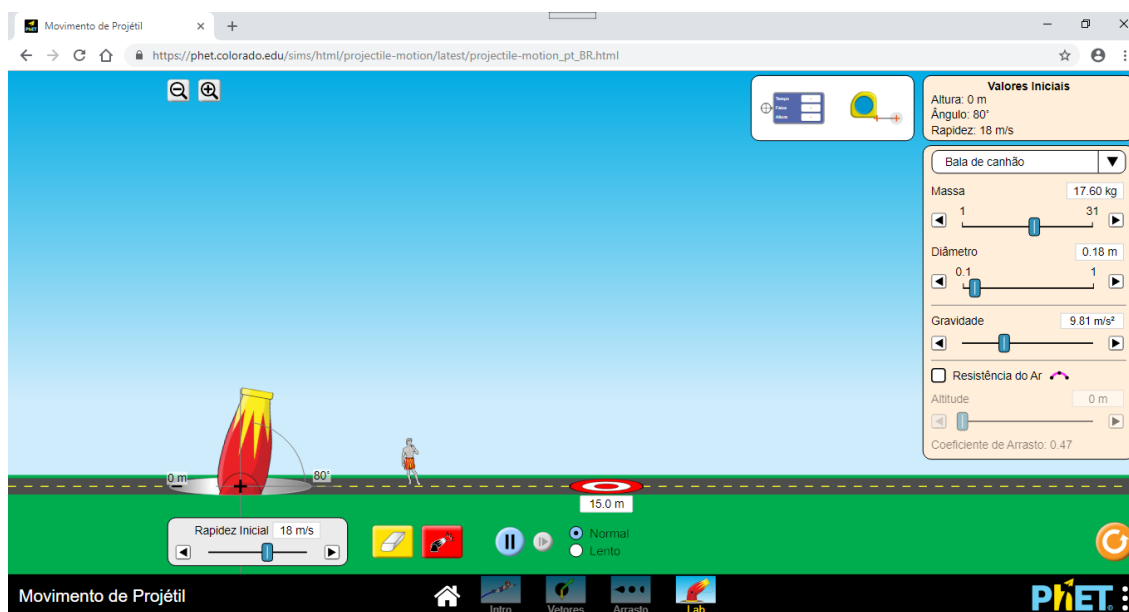 Movimento de Projétil
https://phet.colorado.edu/sims/html/projectile-motion/latest/projectile-motion_pt_BR.html
Tempo
Altura
Valores Iniciais
Altura: 0 m
Ângulo: 80°
Rapidez: 18 m/s
Bala de canhão
Massa 17.60 kg
1 31
Diâmetro 0.18 m
0.1 1
Gravidade 9.81 m/s²
Resistência do Ar
Altitude 0 m
Coeficiente de Arrasto: 0.47
0 m
80°
15.0 m
Rapidez Inicial 18 m/s
Normal
Lento
Movimento de Projétil
Intro Vetores Arrasto Lab
PhET